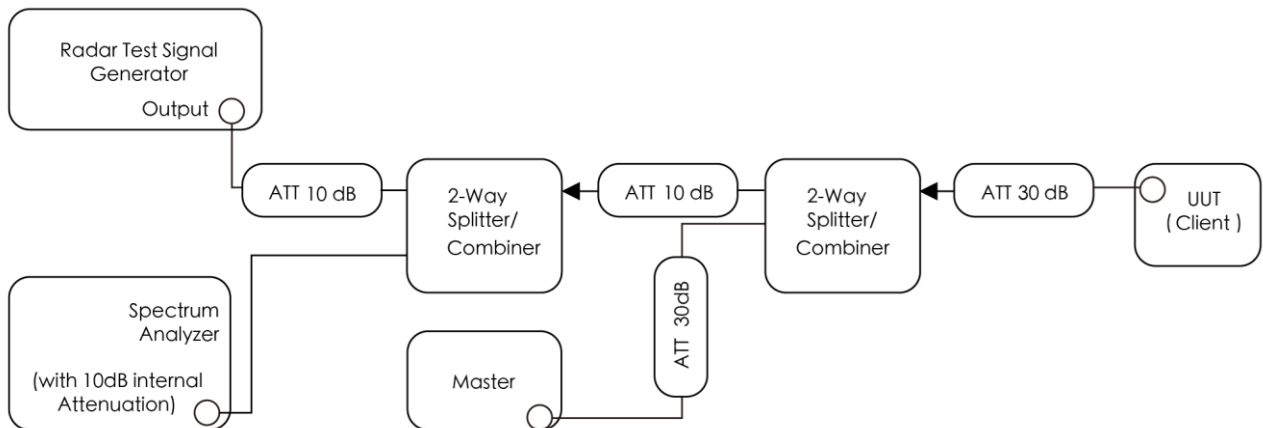 Radar Test Signal
Generator
Output
ATT 10 dB
2-Way
Splitter/
Combiner
ATT 10 dB
2-Way
Splitter/
Combiner
ATT 30 dB
UUT
( Client )
Spectrum
Analyzer
(with 10dB internal
Attenuation)
Master
ATT 30dB